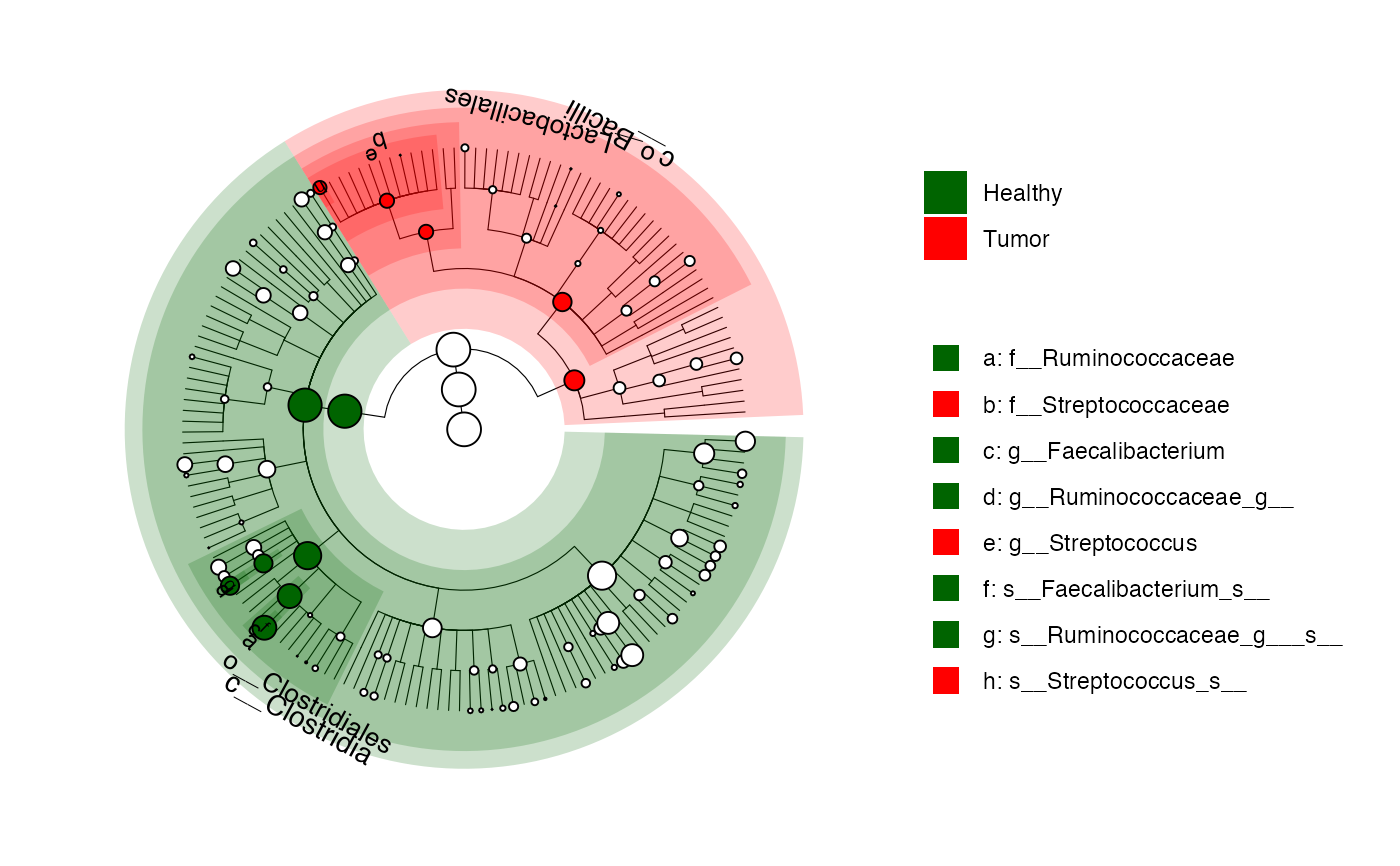 c__Bacilli
o__Lactobacillales
b
e
a
o__Clostridiales
c__Clostridia
Healthy
Tumor
a: f__Ruminococcaceae
b: f__Streptococcaceae
c: g__Faecalibacterium
d: g__Ruminococcaceae_g__
e: g__Streptococcus
f: s__Faecalibacterium_s__
g: s__Ruminococcaceae_g___s__
h: s__Streptococcus_s__